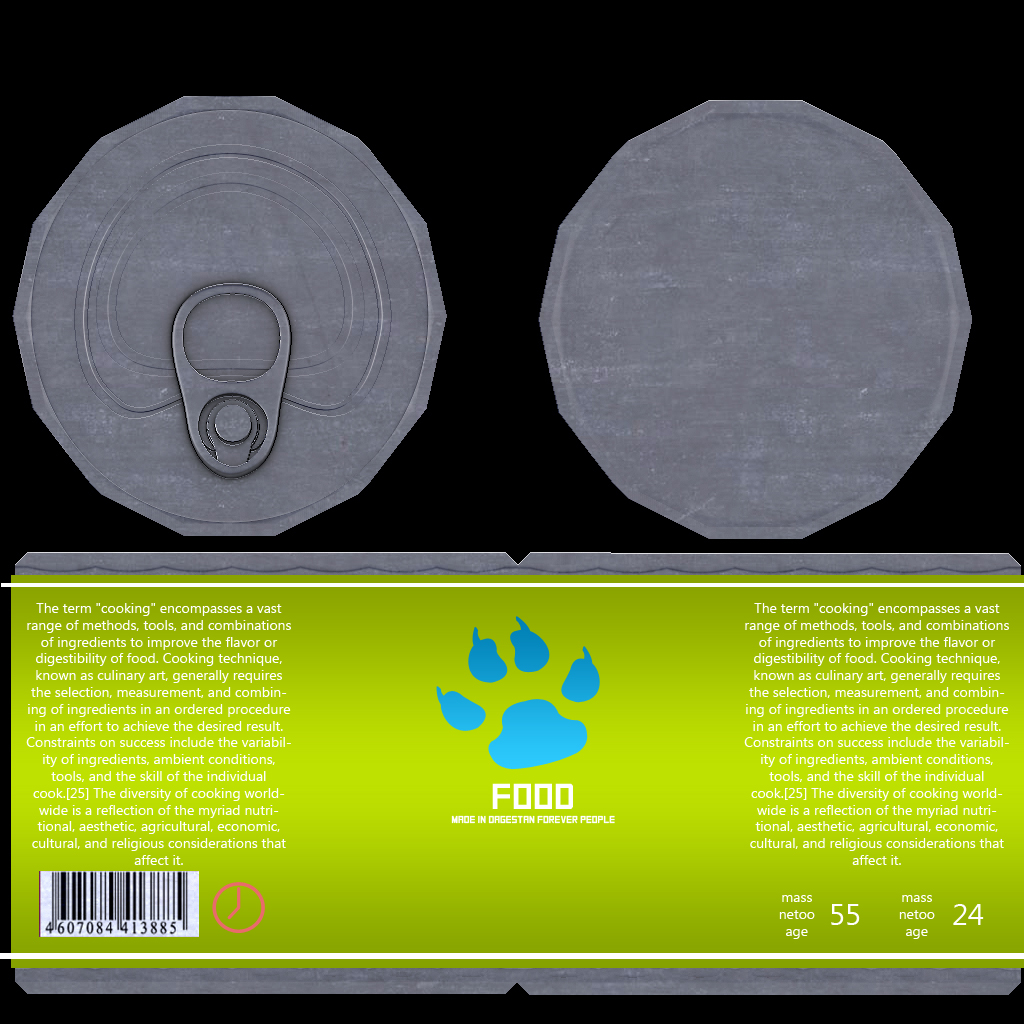 The term "cooking" encompasses a vast
range of methods, tools, and combinations
of ingredients to improve the flavor or
digestibility of food. Cooking technique,
known as culinary art, generally requires
the selection, measurement, and combin-
ing of ingredients in an ordered procedure
in an effort to achieve the desired result.
Constraints on success include the variabil-
ity of ingredients, ambient conditions,
tools, and the skill of the individual
cook.[25] The diversity of cooking world-
wide is a reflection of the myriad nutri-
tional, aesthetic, agricultural, economic,
cultural, and religious considerations that
affect it.
4607084 413885
FOOD
MADE IN DAGESTAN FOREVER PEOPLE
The term "cooking" encompasses a vast
range of methods, tools, and combinations
of ingredients to improve the flavor or
digestibility of food. Cooking technique,
known as culinary art, generally requires
the selection, measurement, and combin-
ing of ingredients in an ordered procedure
in an effort to achieve the desired result.
Constraints on success include the variabil-
ity of ingredients, ambient conditions,
tools, and the skill of the individual
cook.[25] The diversity of cooking world-
wide is a reflection of the myriad nutri-
tional, aesthetic, agricultural, economic,
cultural, and religious considerations that
affect it.
mass
netoo
age
55
mass
netoo
age
24